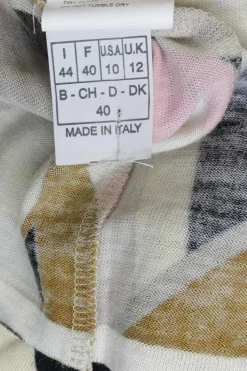 I F U.S.A. U.K.
44 40 10 12
B - CH - D - DK
40
MADE IN ITALY